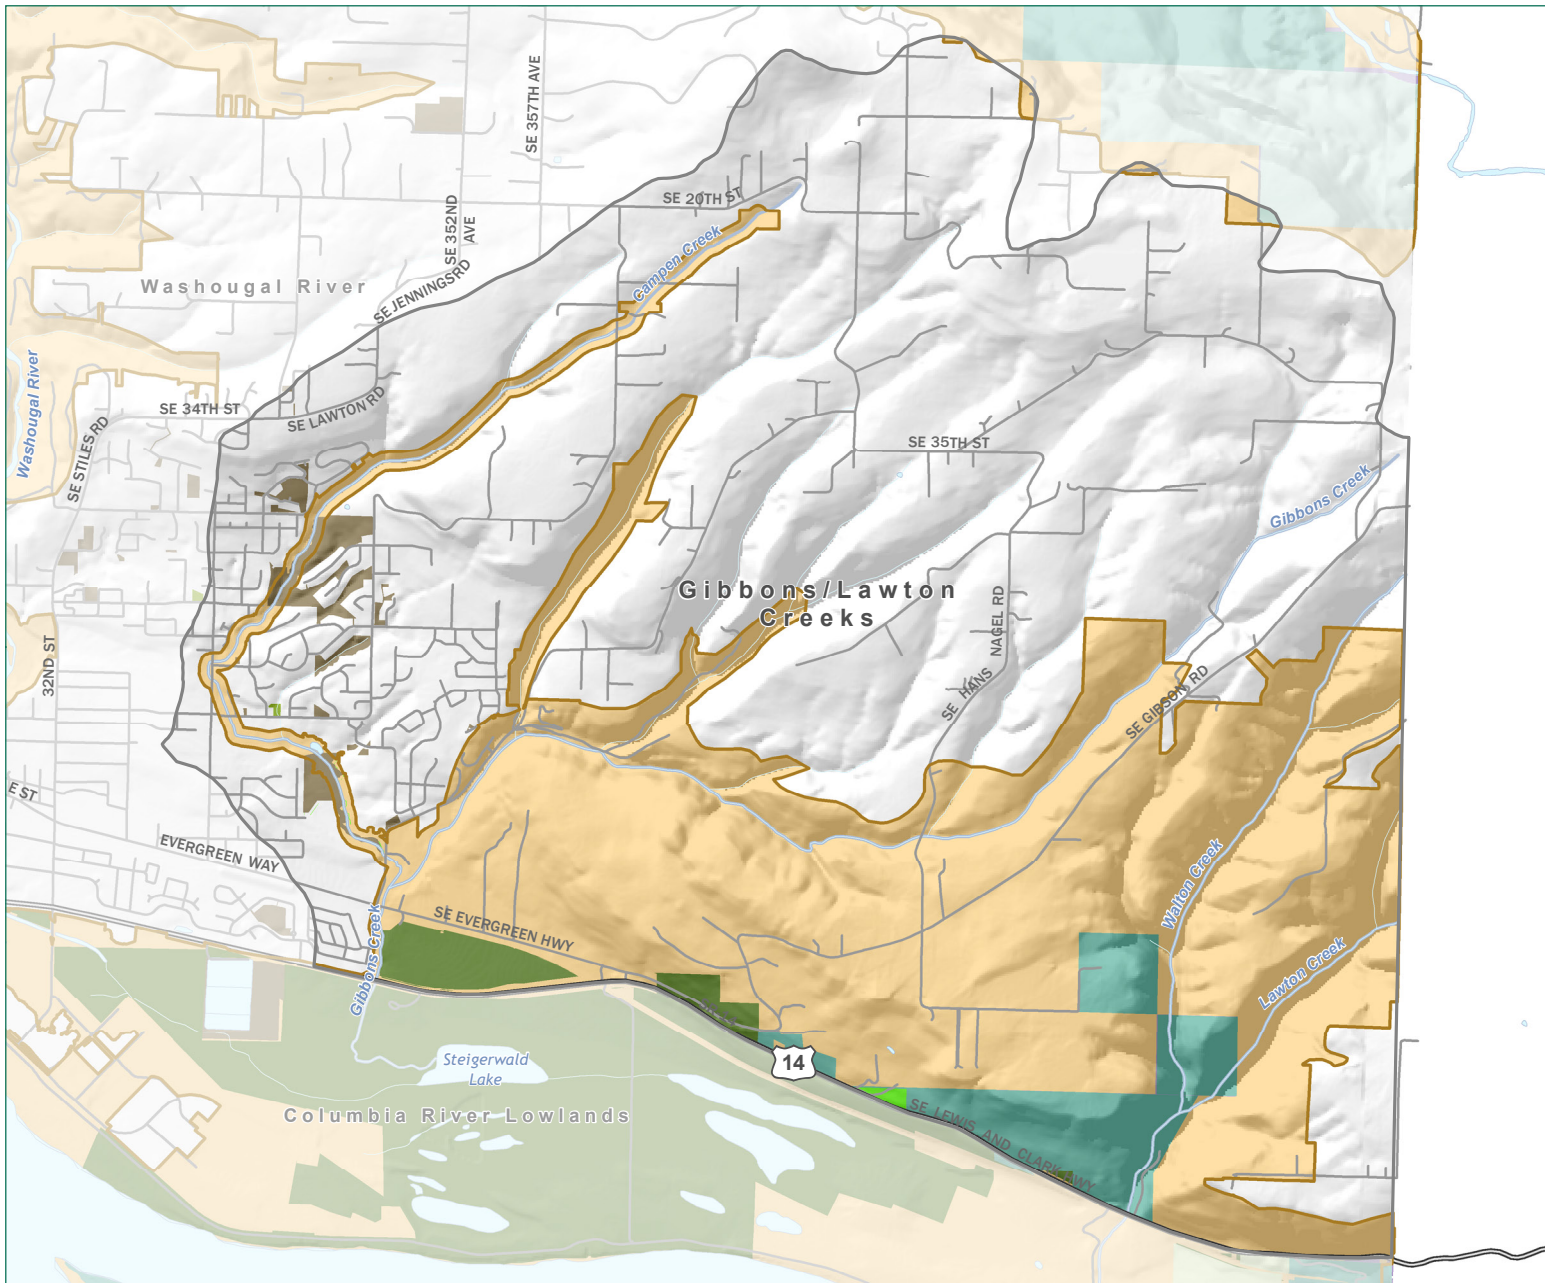 SE 357TH AVE
SE 20TH ST
SE 352ND
AVE
Campen Creek
Washougal River
SE JENNINGS RD
Washougal River
SE 34TH ST
SE LAWTON RD
SE STILES RD
SE 35TH ST
Gibbons Creek
Gibbons/Lawton
Creeks
32ND ST
SE HANS NAGEL RD
SE GIBSON RD
E ST
EVERGREEN WAY
Walton Creek
SE EVERGREEN HWY
Gibbons Creek
Lawton Creek
14
Steigerwald
Lake
Columbia River Lowlands
SE LEWIS AND CLARK HWY